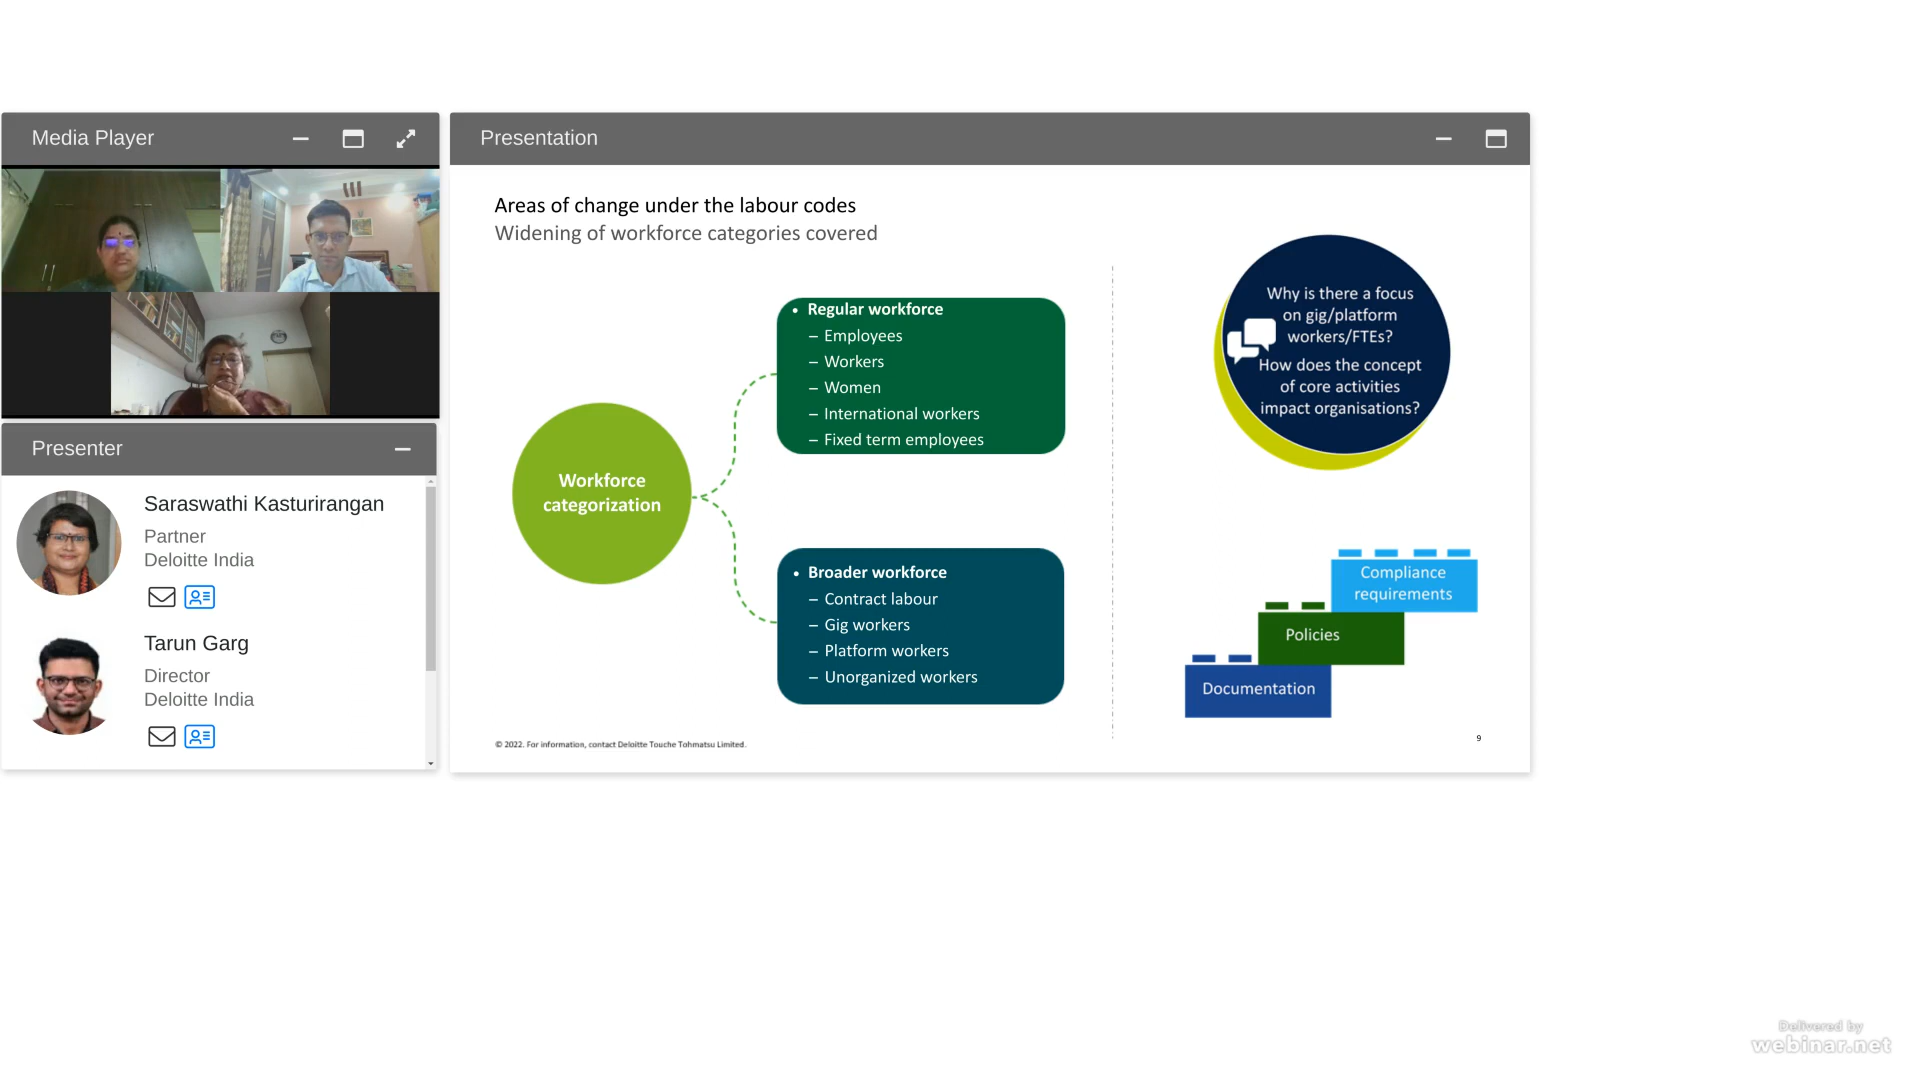 Media Player
Presenter
Saraswathi Kasturirangan
Partner
Deloitte India
Tarun Garg
Director
Deloitte India
Presentation
Areas of change under the labour codes
Widening of workforce categories covered
Workforce
categorization
• Regular workforce
– Employees
– Workers
– Women
– International workers
– Fixed term employees
• Broader workforce
– Contract labour
– Gig workers
– Platform workers
– Unorganized workers
Why is there a focus
on gig/platform
workers/FTEs?
How does the concept
of core activities
impact organisations?
Compliance
requirements
Policies
Documentation
© 2022. For information, contact Deloitte Touche Tohmatsu Limited.
9
Delivered by
webinar.net